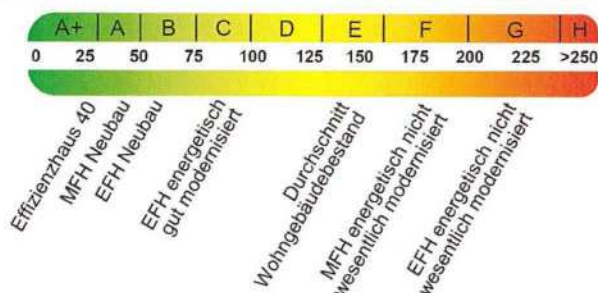 A+ A B C D E F G H
0 25 50 75 100 125 150 175 200 225 >250
Effizienzhaus 40
MFH Neubau
EFH Neubau
EFH energetisch
gut modernisiert
Durchschnitt
Wohngebäudebestand
MFH energetisch nicht
wesentlich modernisiert
EFH energetisch nicht
wesentlich modernisiert